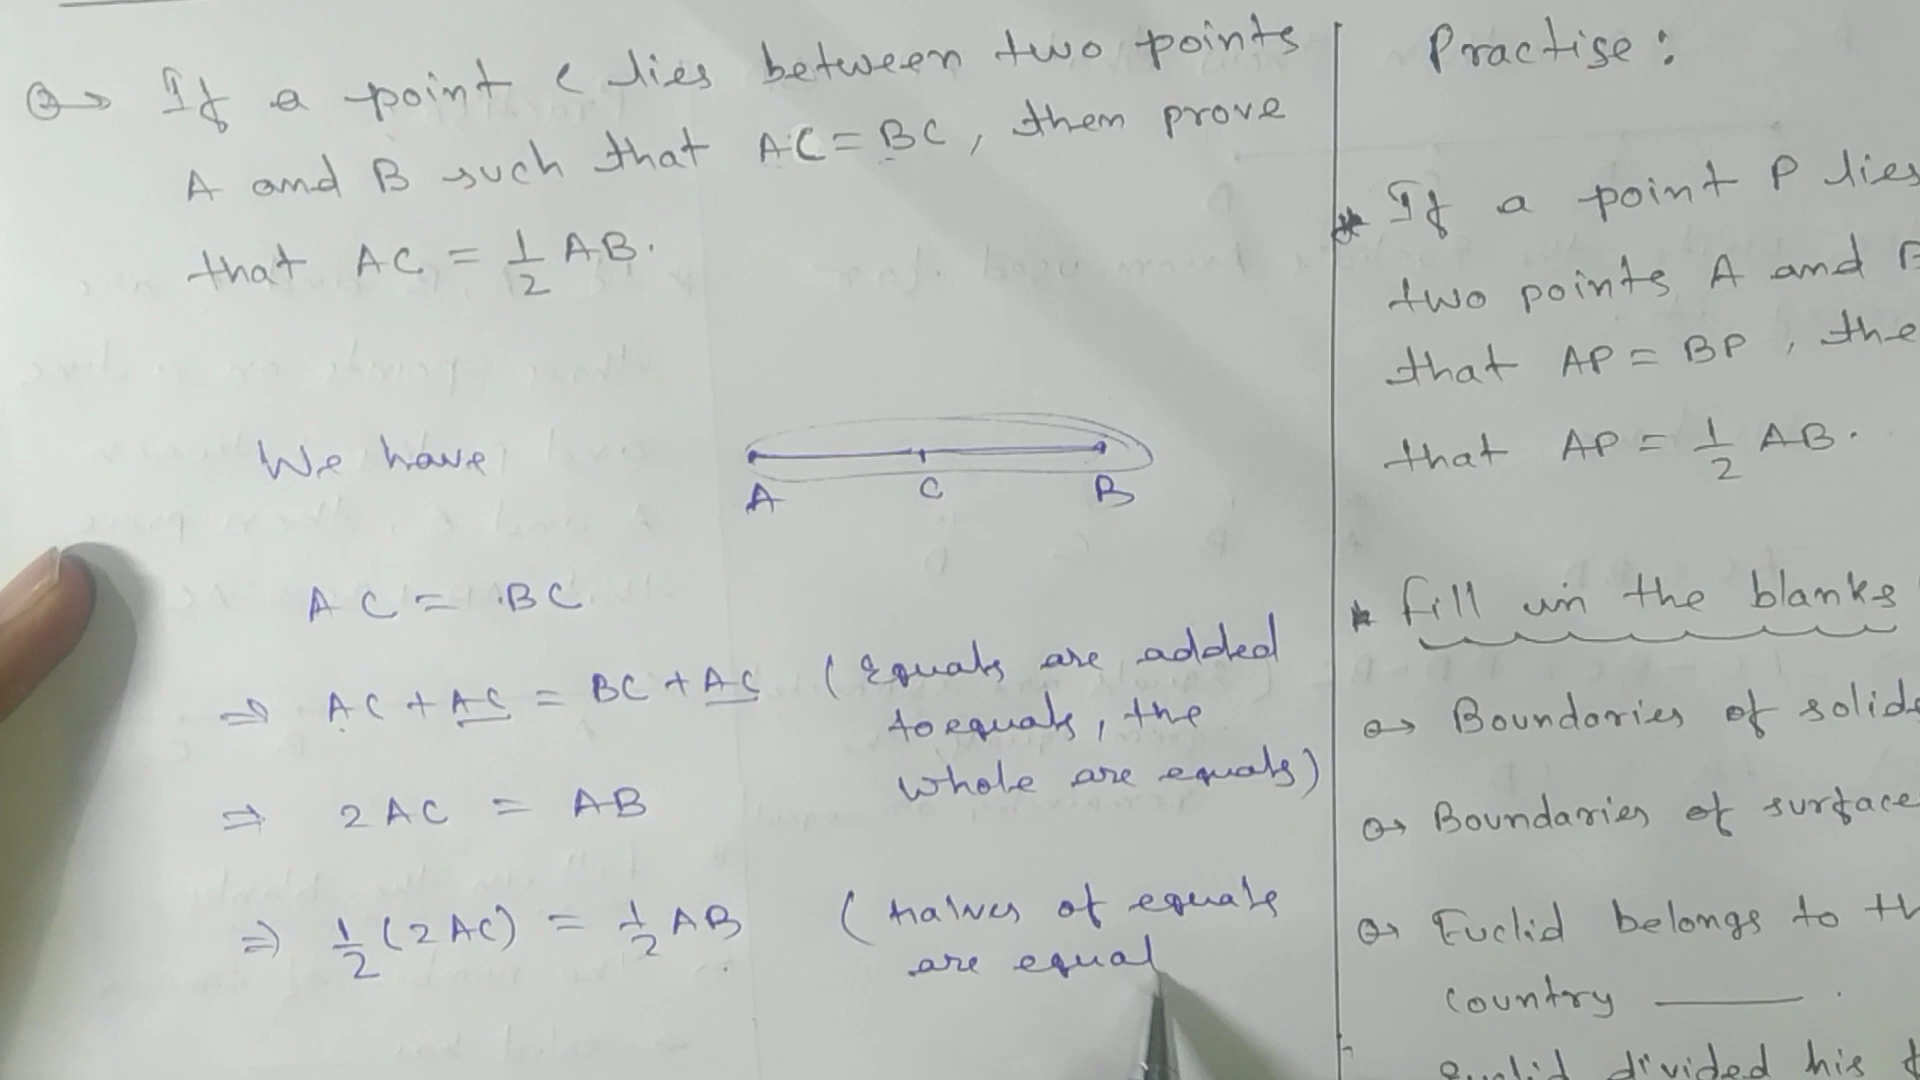 Q→ If a point C lies between two points
A and B such that AC = BC, then prove
that AC = 1/2 AB.
We have
A C B
AC = BC
⇒ AC + AC = BC + AC (Equals are added
to equals, the
whole are equals)
⇒ 2AC = AB
⇒ 1/2 (2AC) = 1/2 AB (halves of equals
are equal
Practise:
* If a point P lies
two points A and B
that AP = BP, the
that AP = 1/2 AB.
* fill in the blanks
Q→ Boundaries of solids
Q→ Boundaries of surface
Q→ Euclid belongs to th
country ———.
Euclid divided his